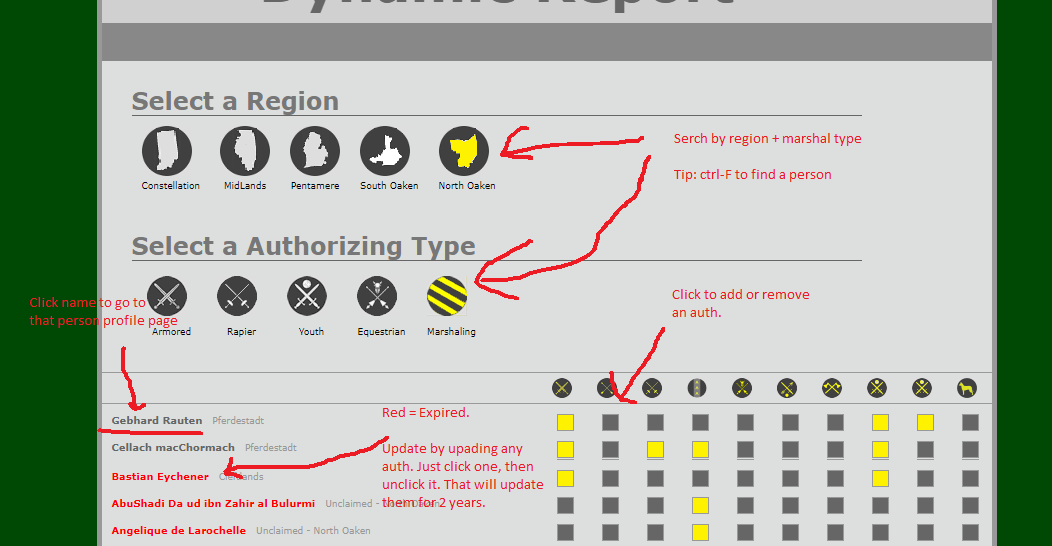 Dynamic Report
Select a Region
Constellation MidLands Pentamere South Oaken North Oaken
Serch by region + marshal type
Tip: ctrl-F to find a person
Select a Authorizing Type
Armored Rapier Youth Equestrian Marshaling
Click name to go to
that person profile page
Click to add or remove
an auth.
Gebhard Rauten Pferdestadt
Cellach macChormach Pferdestadt
Bastian Eychener
AbuShadi Da ud ibn Zahir al Bulurmi Unclaimed - North Oaken
Angelique de Larochelle Unclaimed - North Oaken
Red = Expired.
Update by upading any
auth. Just click one, then
unclick it. That will update
them for 2 years.